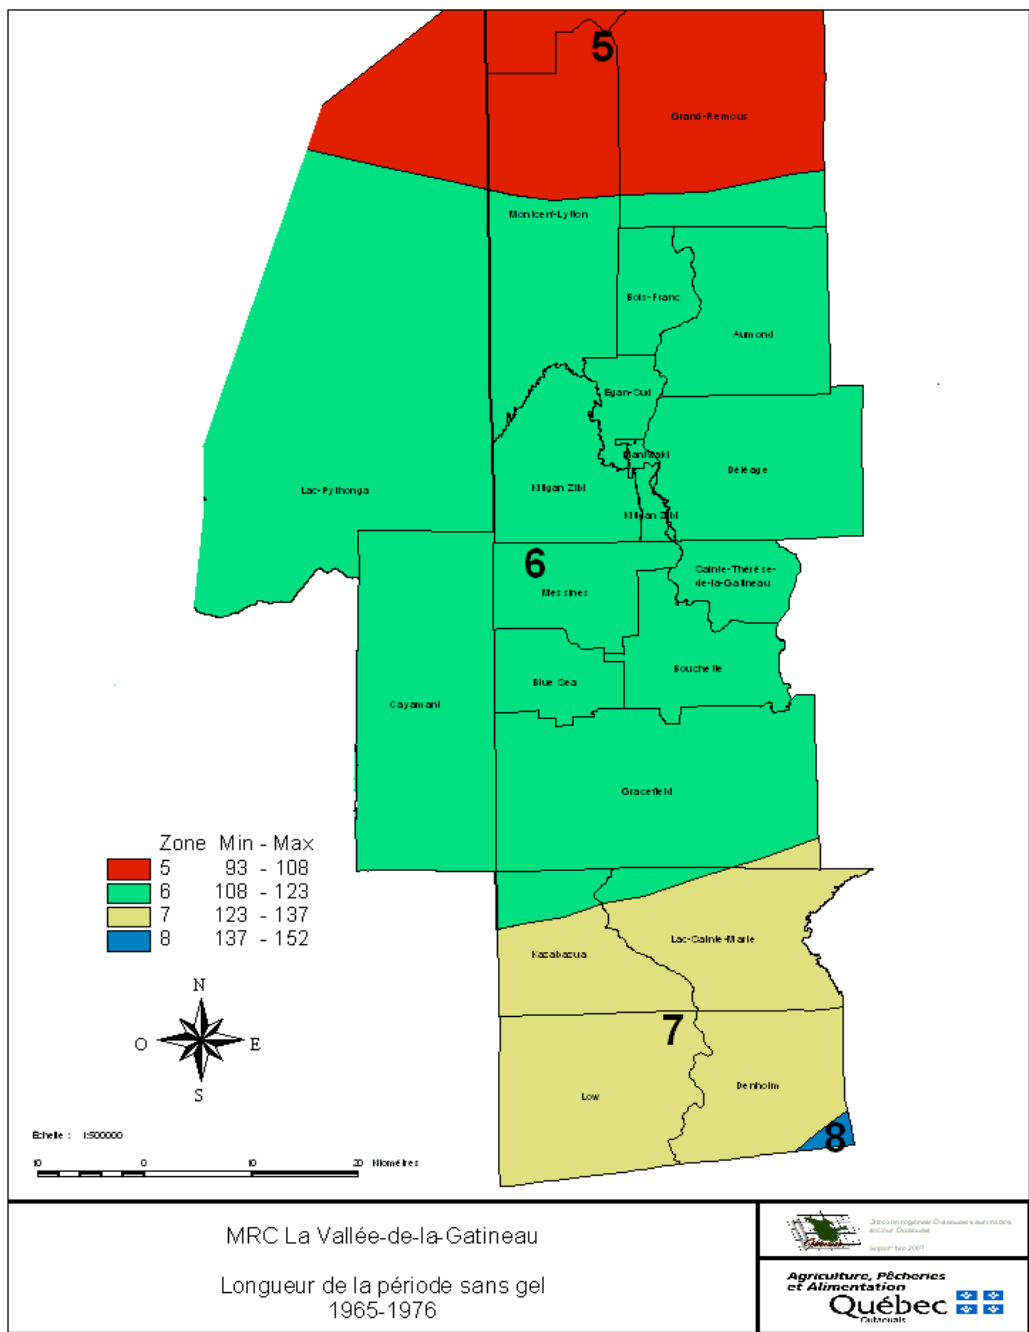 5
Grand-Remous
Montcerf-Lytton
Bois-Franc
Aumond
Egan-Sud
Maniwaki
Déléage
Kitigan Zibi
Lac-Pythonga
Kitigan Zibi
6
Sainte-Thérèse-
de-la-Gatineau
Messines
Bouchette
Blue Sea
Cayamant
Gracefield
Zone Min - Max
5 93 - 108
6 108 - 123
7 123 - 137
8 137 - 152
Kazabazua
Lac-Sainte-Marie
N
O E
S
7
Denholm
Low
8
Échelle : 1:500000
10 0 10 20 Kilomètres
MRC La Vallée-de-la-Gatineau
Longueur de la période sans gel
1965-1976
Septembre 2001
Agriculture, Pêcheries
et Alimentation
Québec
Outaouais